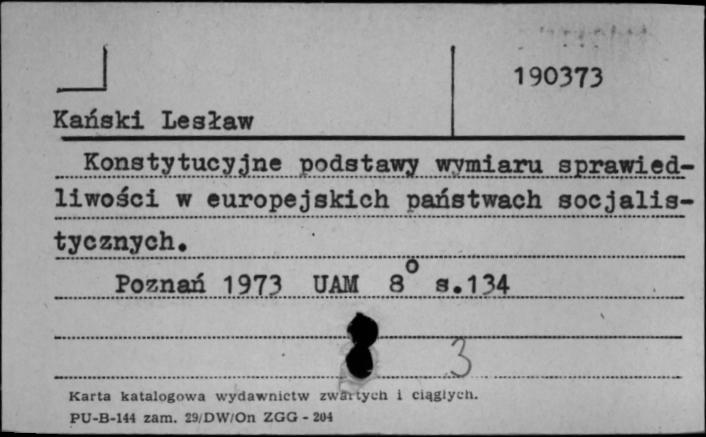 190373
Kański Lesław
Konstytucyjne podstawy wymiaru sprawied-
liwości w europejskich państwach socjalis-
tycznych.
Poznań 1973 UAM 8° s.134
3
Karta katalogowa wydawnictw zwartych i ciągłych.
PU-B-144 zam. 29/DW/On ZGG - 204